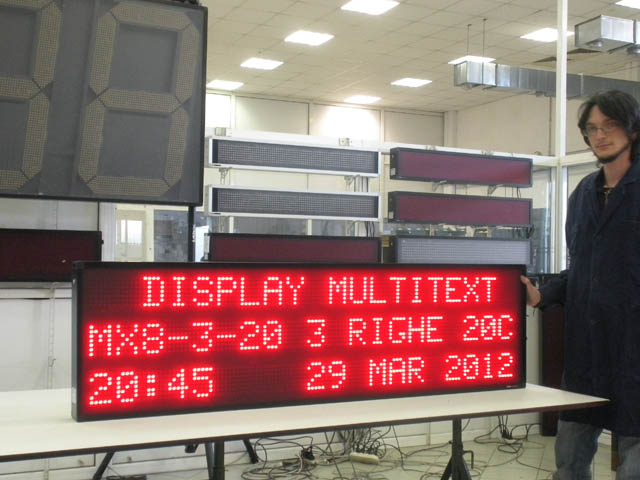 DISPLAY MULTITEXT
MX8-3-20 3 RIGHE 20C
20:45 29 MAR 2012